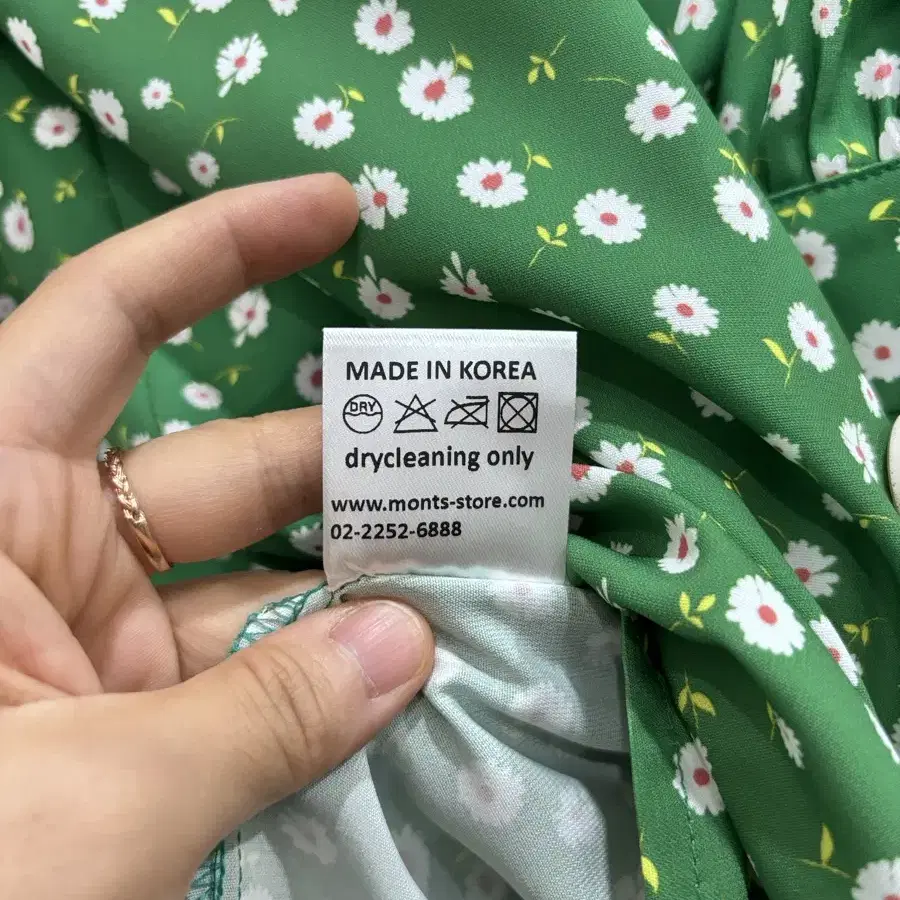 MADE IN KOREA
DRY
drycleaning only
www.monts-store.com
02-2252-6888